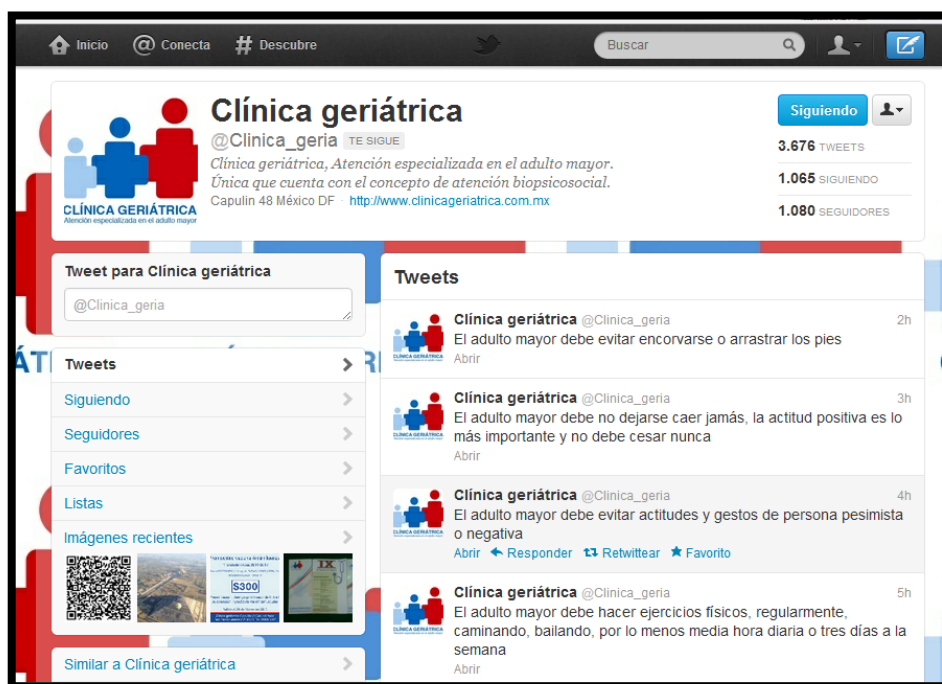 Inicio @ Conecta # Descubre
Buscar
Clínica geriátrica
@Clinica_geria TE SIGUE
Clínica geriátrica, Atención especializada en el adulto mayor.
Única que cuenta con el concepto de atención biopsicosocial.
Capulin 48 México DF · http://www.clinicageriatrica.com.mx
CLÍNICA GERIÁTRICA
Atención especializada en el adulto mayor
Siguiendo
3.676 TWEETS
1.065 SIGUIENDO
1.080 SEGUIDORES
Tweet para Clínica geriátrica
@Clinica_geria
Tweets
Siguiendo
Seguidores
Favoritos
Listas
Imágenes recientes
$300
IX
Similar a Clínica geriátrica
Tweets
Clínica geriátrica @Clinica_geria 2h
El adulto mayor debe evitar encorvarse o arrastrar los pies
Abrir
CLÍNICA GERIÁTRICA
Clínica geriátrica @Clinica_geria 3h
El adulto mayor debe no dejarse caer jamás, la actitud positiva es lo
más importante y no debe cesar nunca
Abrir
CLÍNICA GERIÁTRICA
Clínica geriátrica @Clinica_geria 4h
El adulto mayor debe evitar actitudes y gestos de persona pesimista
o negativa
Abrir Responder Retwittear Favorito
CLÍNICA GERIÁTRICA
Clínica geriátrica @Clinica_geria 5h
El adulto mayor debe hacer ejercicios físicos, regularmente,
caminando, bailando, por lo menos media hora diaria o tres días a la
semana
Abrir
CLÍNICA GERIÁTRICA